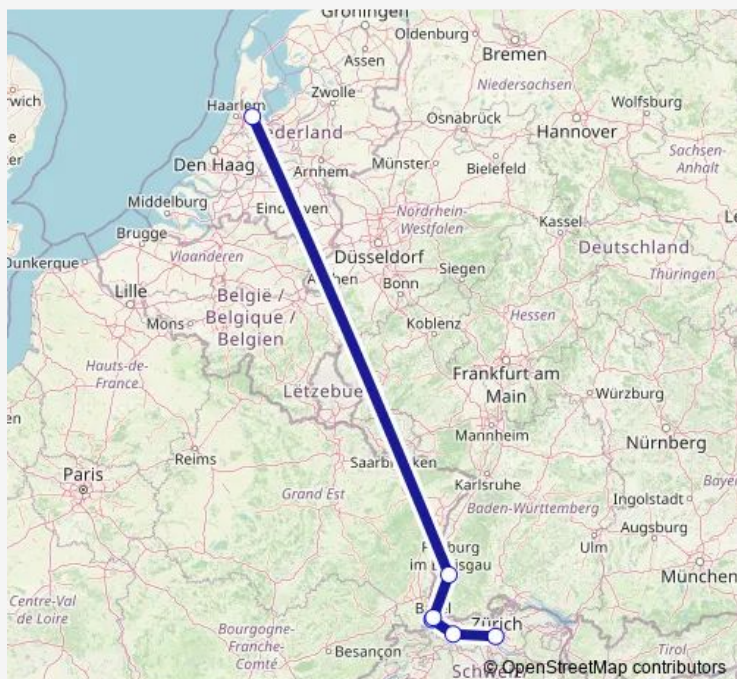 Groningen
Oldenburg
Bremen
Assen
Niedersachsen
Zwolle
Wolfsburg
Haarlem
Osnabrück
Hannover
Den Haag
Arnhem
Münster
Bielefeld
Sachsen-
Anhalt
Middelburg
Nordrhein-
Westfalen
Kassel
Brugge
Deutschland
Dunkerque
Vlaanderen
Düsseldorf
Siegen
Thüringen
Lille
België /
Belgique /
Belgien
Bonn
Mons
Koblenz
Hessen
Hauts-de-
France
Frankfurt am
Main
Würzburg
Mannheim
Nürnberg
Reims
Paris
Grand Est
Karlsruhe
Baden-Württemberg
Ingolstadt
Ulm
Augsburg
München
Centre-Val
de Loire
Zürich
Bourgogne-
Franche-
Comté
Besançon
Tirol
© OpenStreetMap contributors